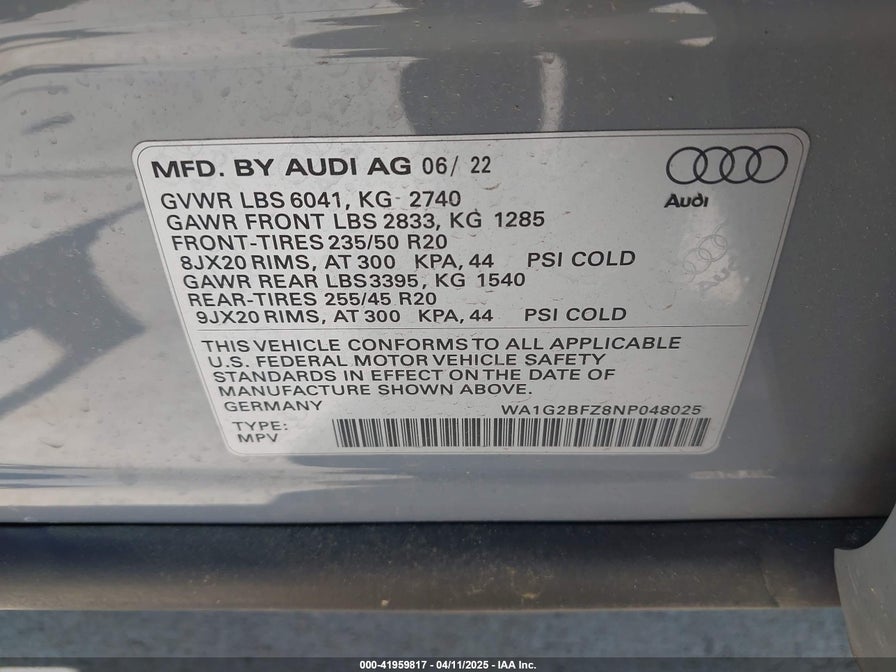 MFD. BY AUDI AG 06/ 22
Audi
GVWR LBS 6041, KG 2740
GAWR FRONT LBS 2833, KG 1285
FRONT-TIRES 235/50 R20
8JX20 RIMS, AT 300 KPA, 44 PSI COLD
GAWR REAR LBS3395, KG 1540
REAR-TIRES 255/45 R20
9JX20 RIMS, AT 300 KPA, 44 PSI COLD
Audi
THIS VEHICLE CONFORMS TO ALL APPLICABLE
U.S. FEDERAL MOTOR VEHICLE SAFETY
STANDARDS IN EFFECT ON THE DATE OF
MANUFACTURE SHOWN ABOVE.
GERMANY WA1G2BFZ8NP048025
TYPE:
MPV
000-41959817 - 04/11/2025 - IAA Inc.